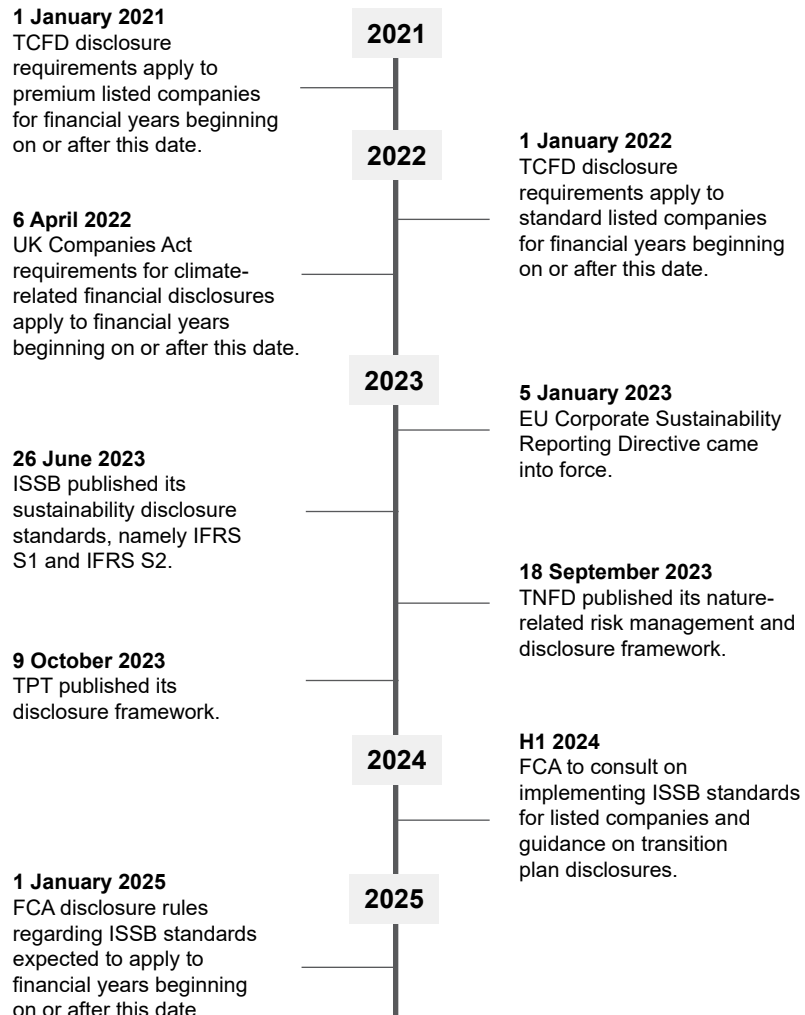 1 January 2021
TCFD disclosure
requirements apply to
premium listed companies
for financial years beginning
on or after this date.
2021
2022
1 January 2022
TCFD disclosure
requirements apply to
standard listed companies
for financial years beginning
on or after this date.
6 April 2022
UK Companies Act
requirements for climate-
related financial disclosures
apply to financial years
beginning on or after this date.
2023
5 January 2023
EU Corporate Sustainability
Reporting Directive came
into force.
26 June 2023
ISSB published its
sustainability disclosure
standards, namely IFRS
S1 and IFRS S2.
18 September 2023
TNFD published its nature-
related risk management and
disclosure framework.
9 October 2023
TPT published its
disclosure framework.
2024
H1 2024
FCA to consult on
implementing ISSB standards
for listed companies and
guidance on transition
plan disclosures.
2025
1 January 2025
FCA disclosure rules
regarding ISSB standards
expected to apply to
financial years beginning
on or after this date